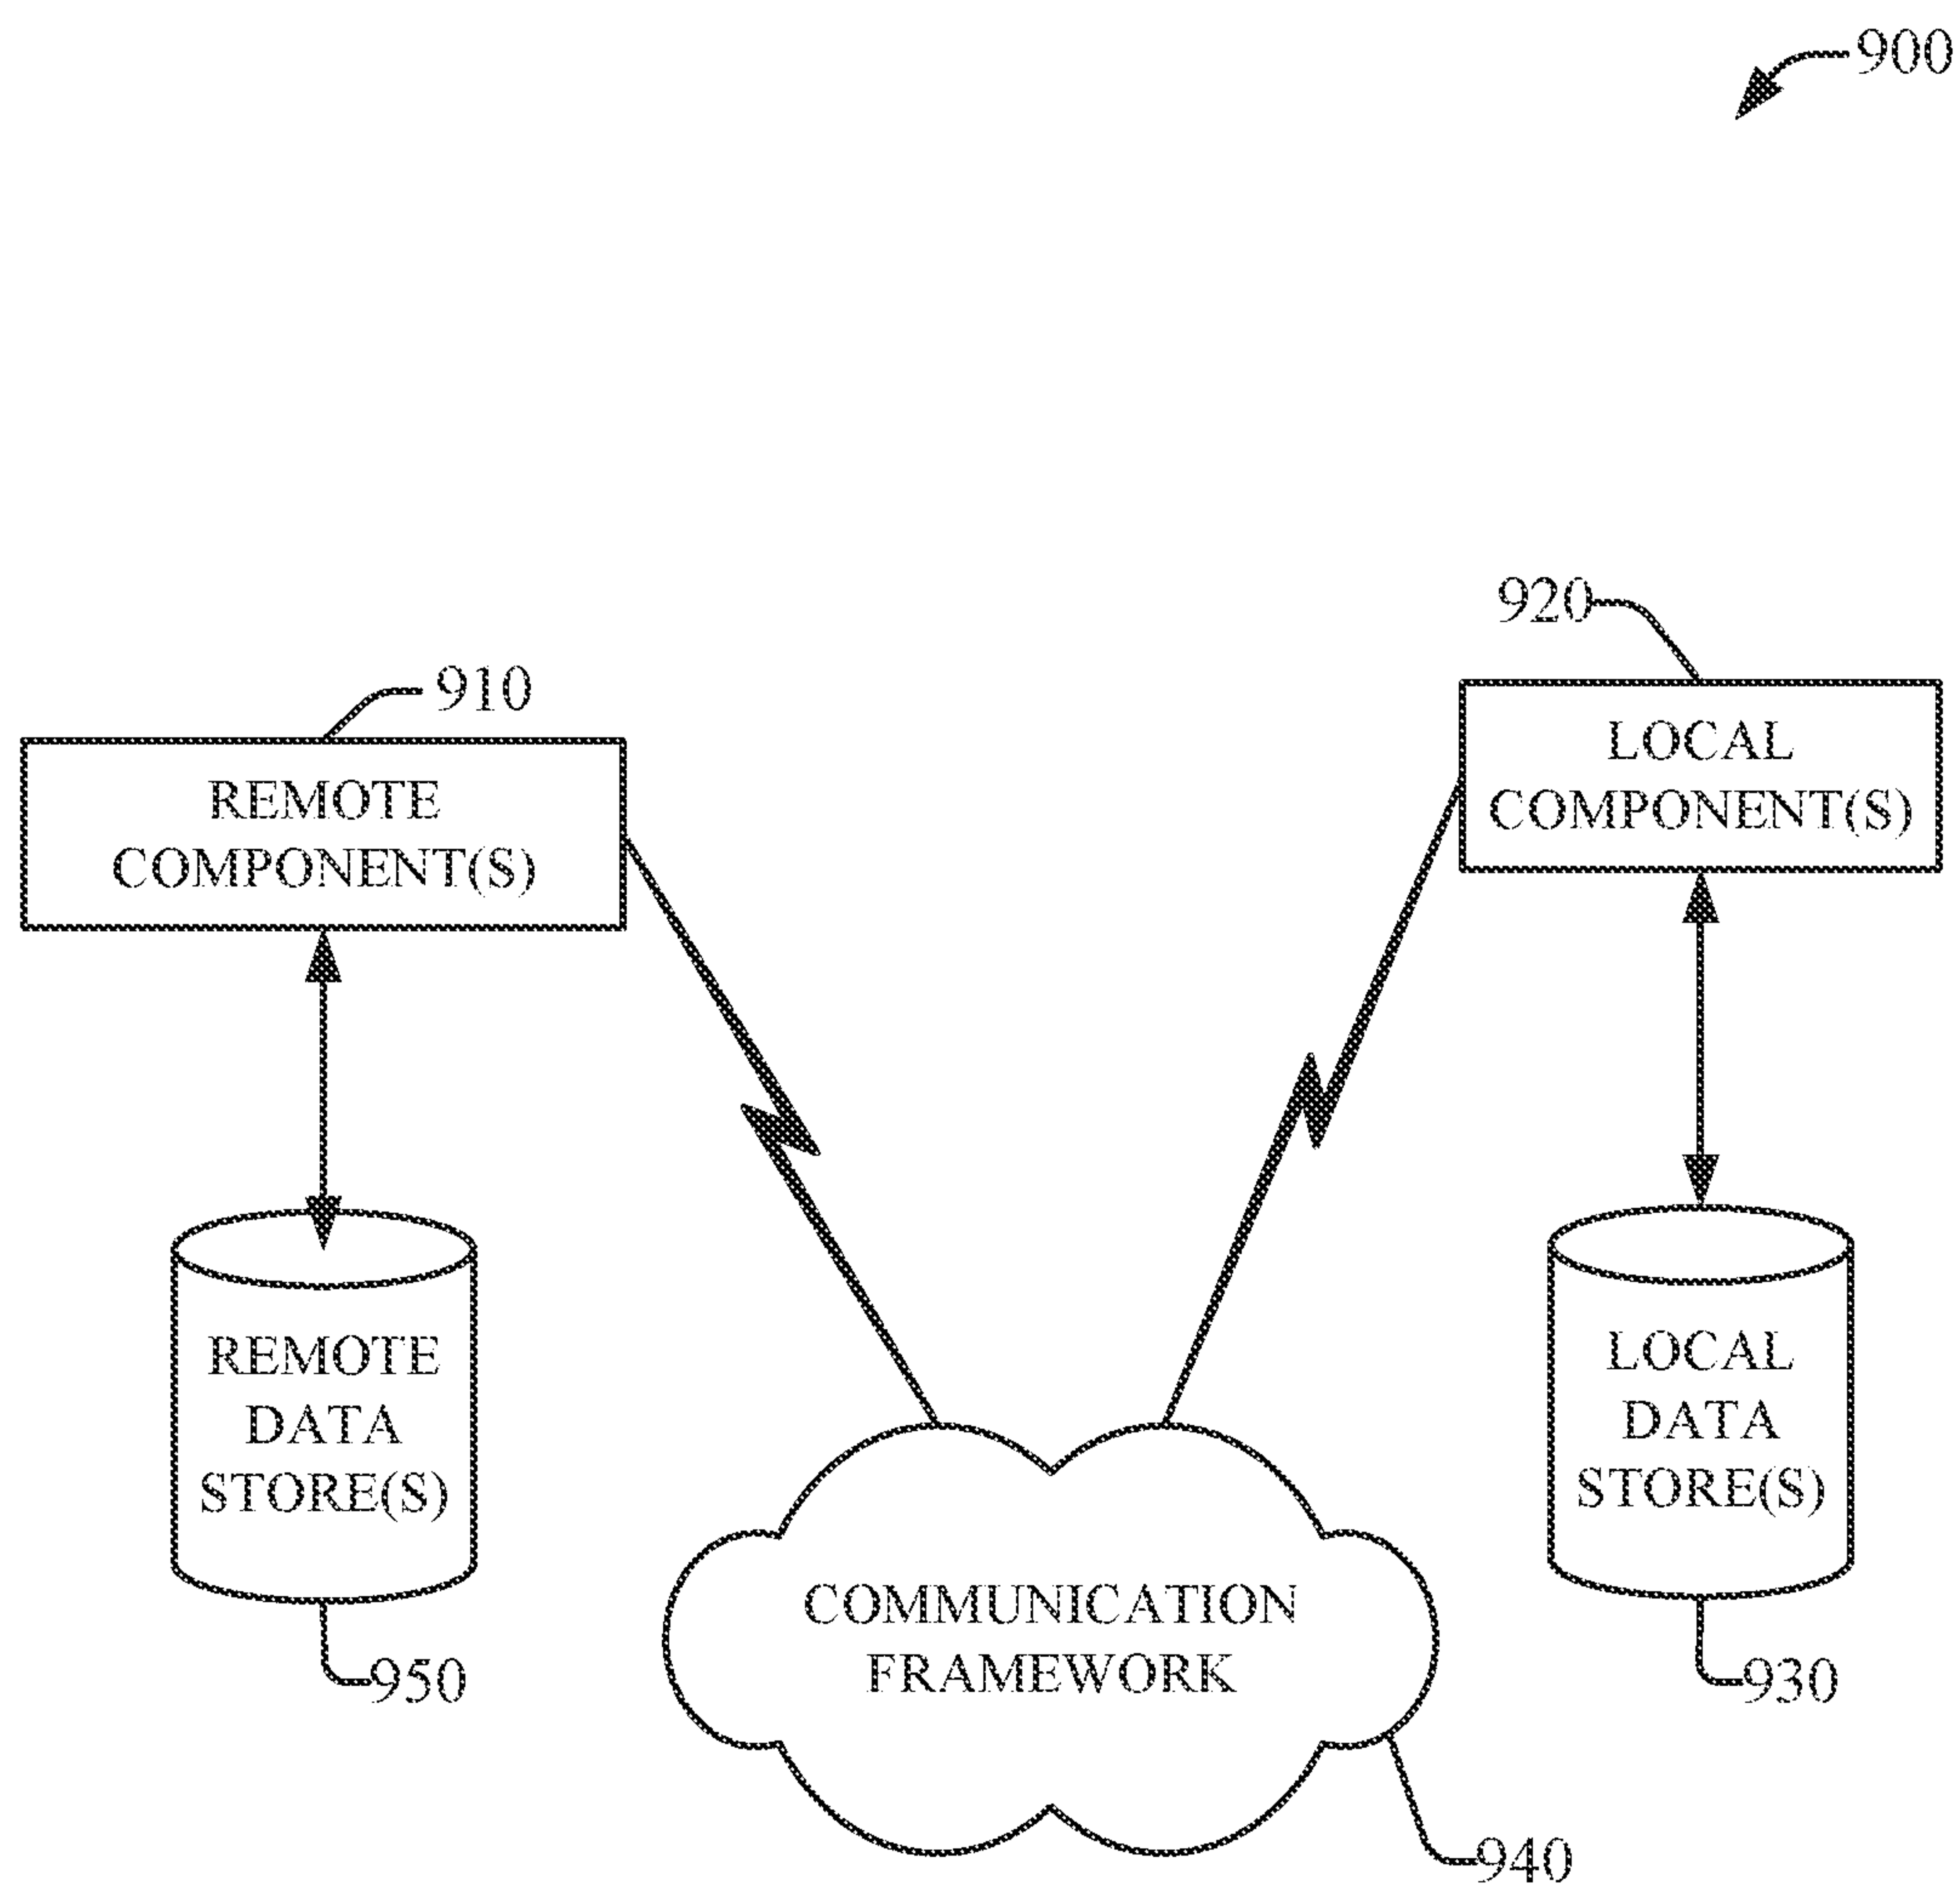 900
920
910
LOCAL
COMPONENT(S)
REMOTE
COMPONENT(S)
REMOTE
DATA
STORE(S)
LOCAL
DATA
STORE(S)
COMMUNICATION
FRAMEWORK
950
930
940